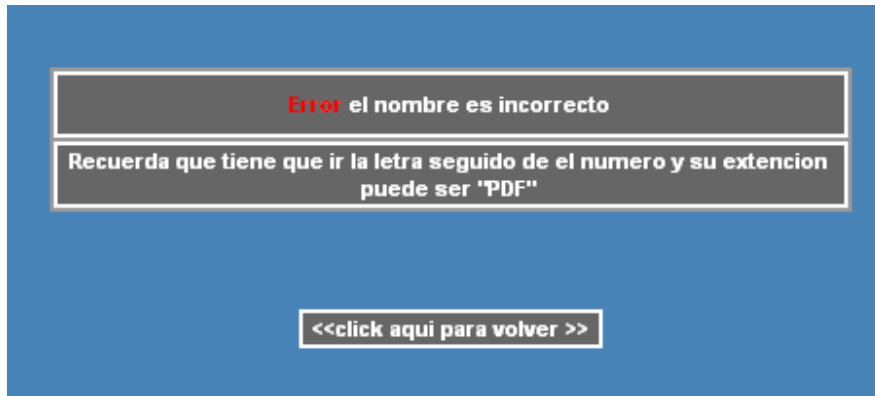 Error el nombre es incorrecto
Recuerda que tiene que ir la letra seguido de el numero y su extencion
puede ser "PDF"
<<click aqui para volver >>